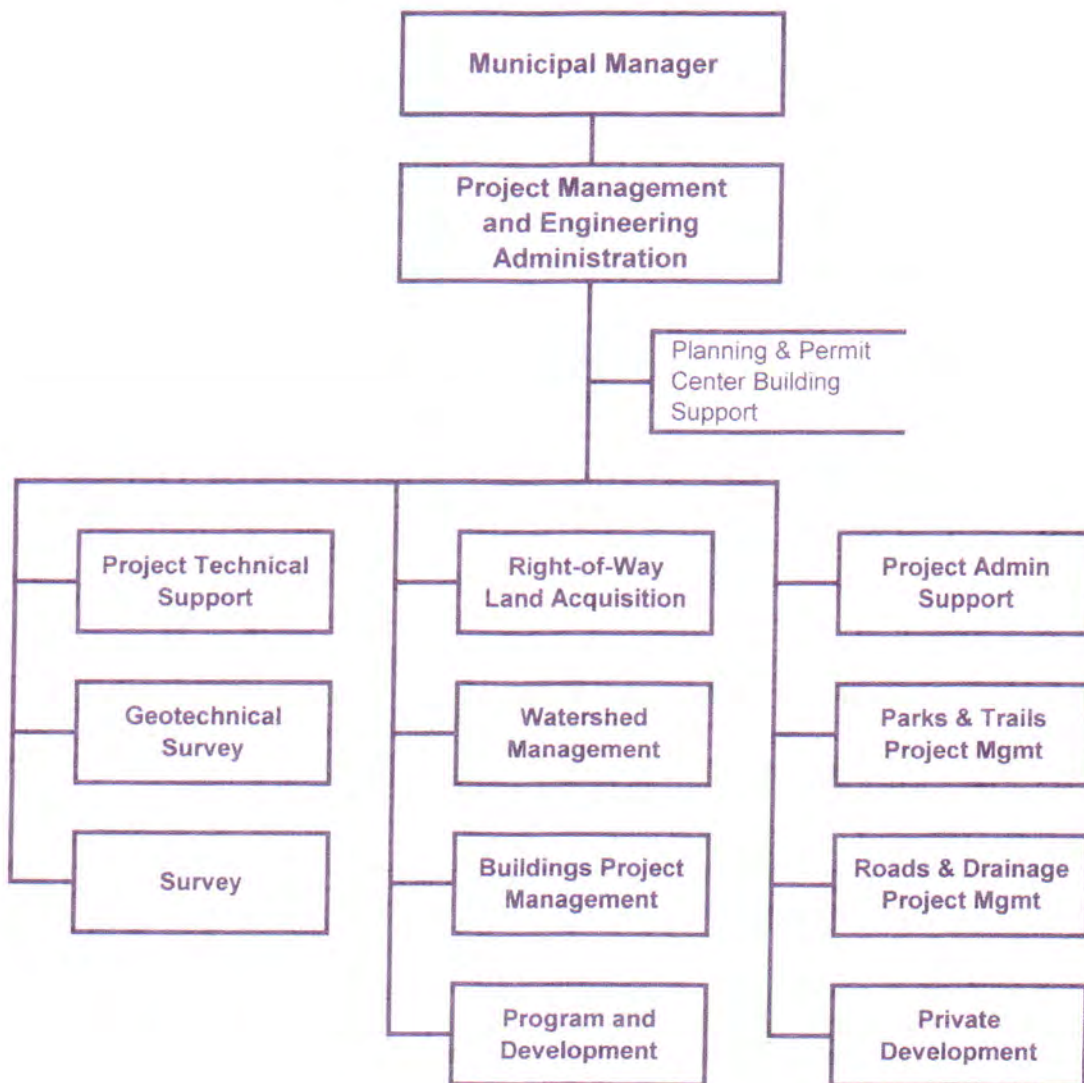 Municipal Manager
Project Management
and Engineering
Administration
Planning & Permit
Center Building
Support
Project Technical
Support
Right-of-Way
Land Acquisition
Project Admin
Support
Geotechnical
Survey
Watershed
Management
Parks & Trails
Project Mgmt
Survey
Buildings Project
Management
Roads & Drainage
Project Mgmt
Program and
Development
Private
Development